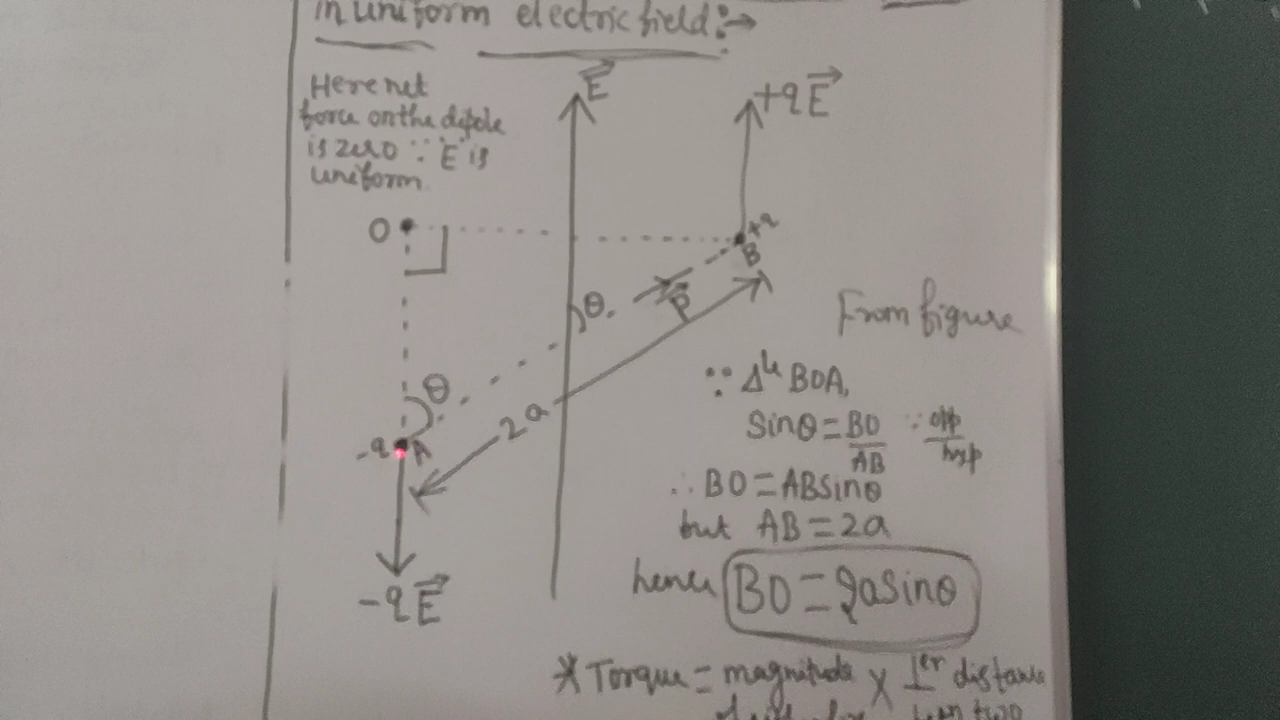 in uniform electric field:→
Here net
force on the dipole
is zero ∵ E is
uniform.
E⃗
+qE⃗
O
+q
B
θ
P⃗
θ
-q A
2a
-qE⃗
From figure
∵ Δle BOA,
Sinθ = BO/AB ∵ opp/hyp
∴ BO = ABsinθ
but AB = 2a
hence BO = 2asinθ
* Torque = magnitude × ⊥er distance
two